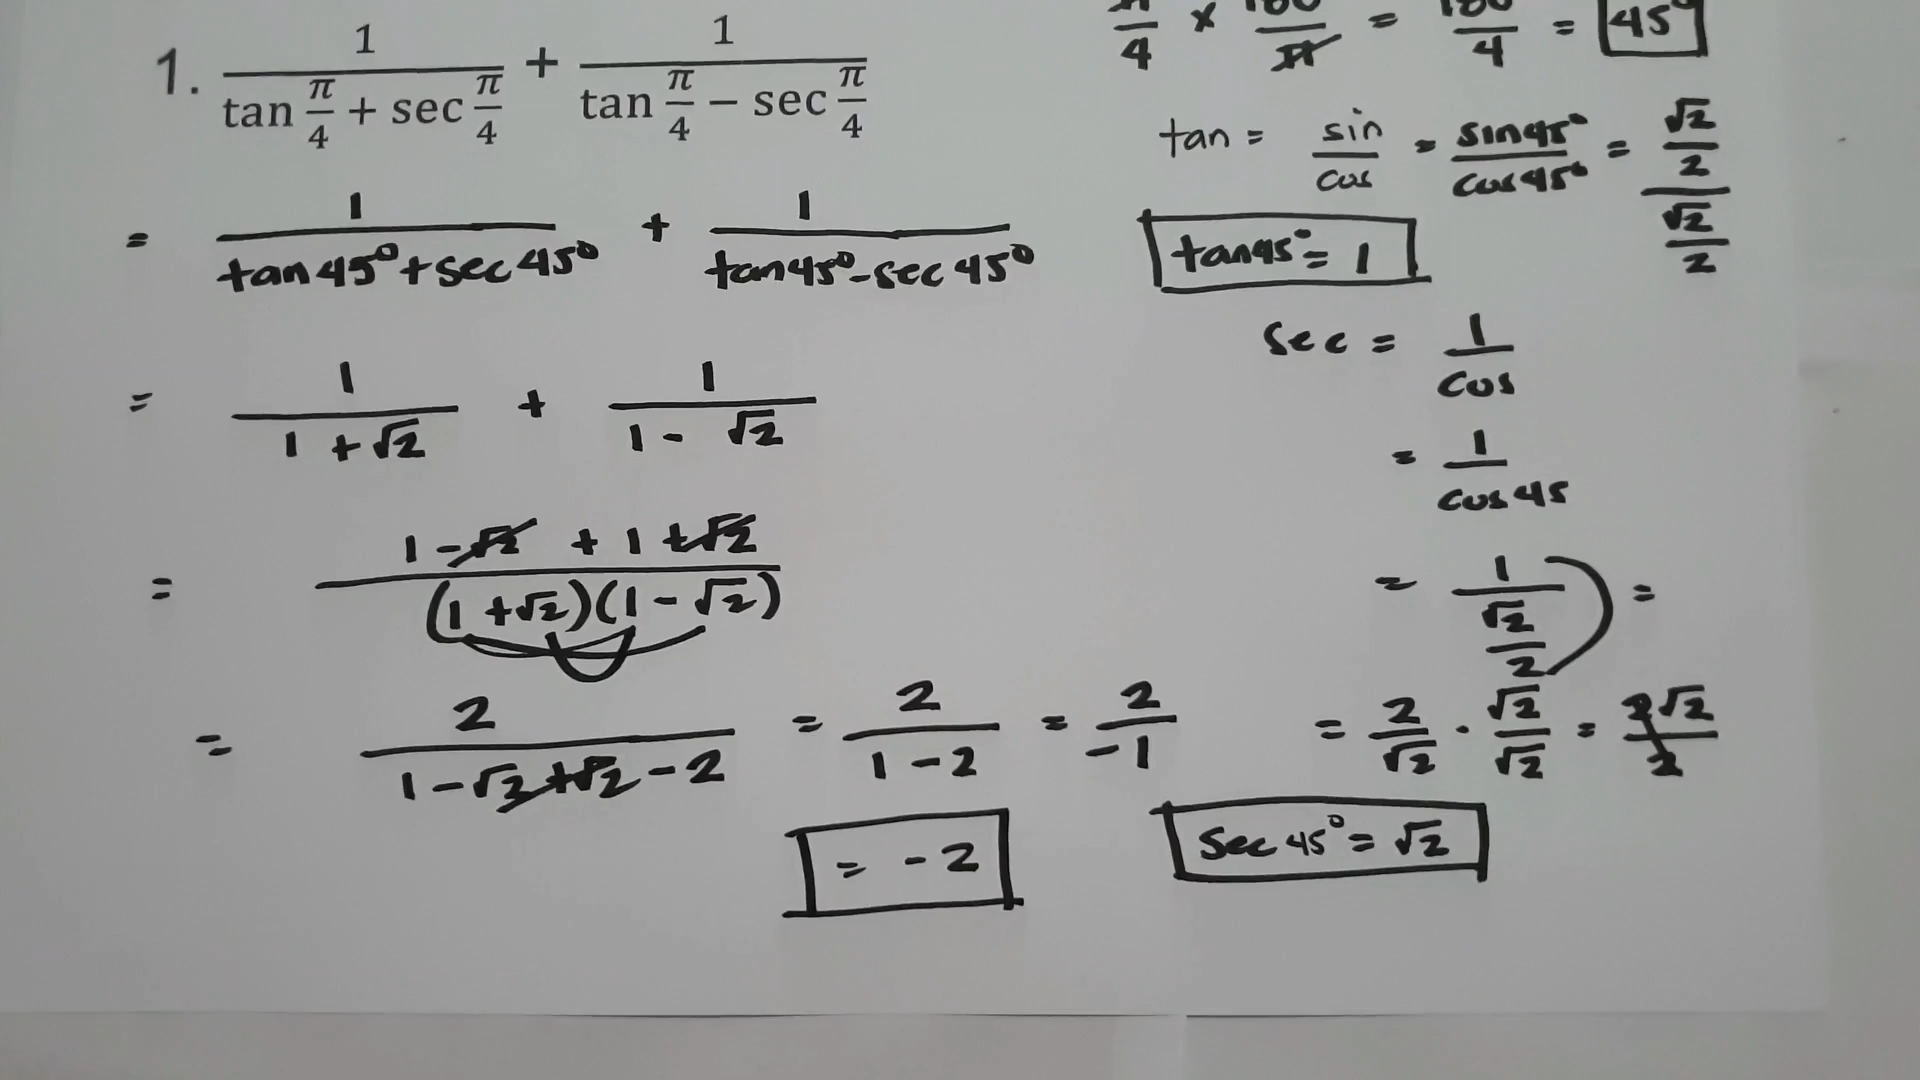 1. 1/(tan π/4 + sec π/4) + 1/(tan π/4 − sec π/4)
= 1/(tan 45° + sec 45°) + 1/(tan 45° - sec 45°)
= 1/(1 + √2) + 1/(1 - √2)
= (1 - √2 + 1 + √2)/((1 + √2)(1 - √2))
= 2/(1 - √2 + √2 - 2) = 2/(1 - 2) = 2/-1
= -2
π/4 × 180/π = 180/4 = 45°
tan = sin/cos = sin 45°/cos 45° = (√2/2)/(√2/2)
tan 45° = 1
sec = 1/cos
= 1/cos 45
= 1/(√2/2) =
= 2/√2 · √2/√2 = 2√2/2
sec 45° = √2